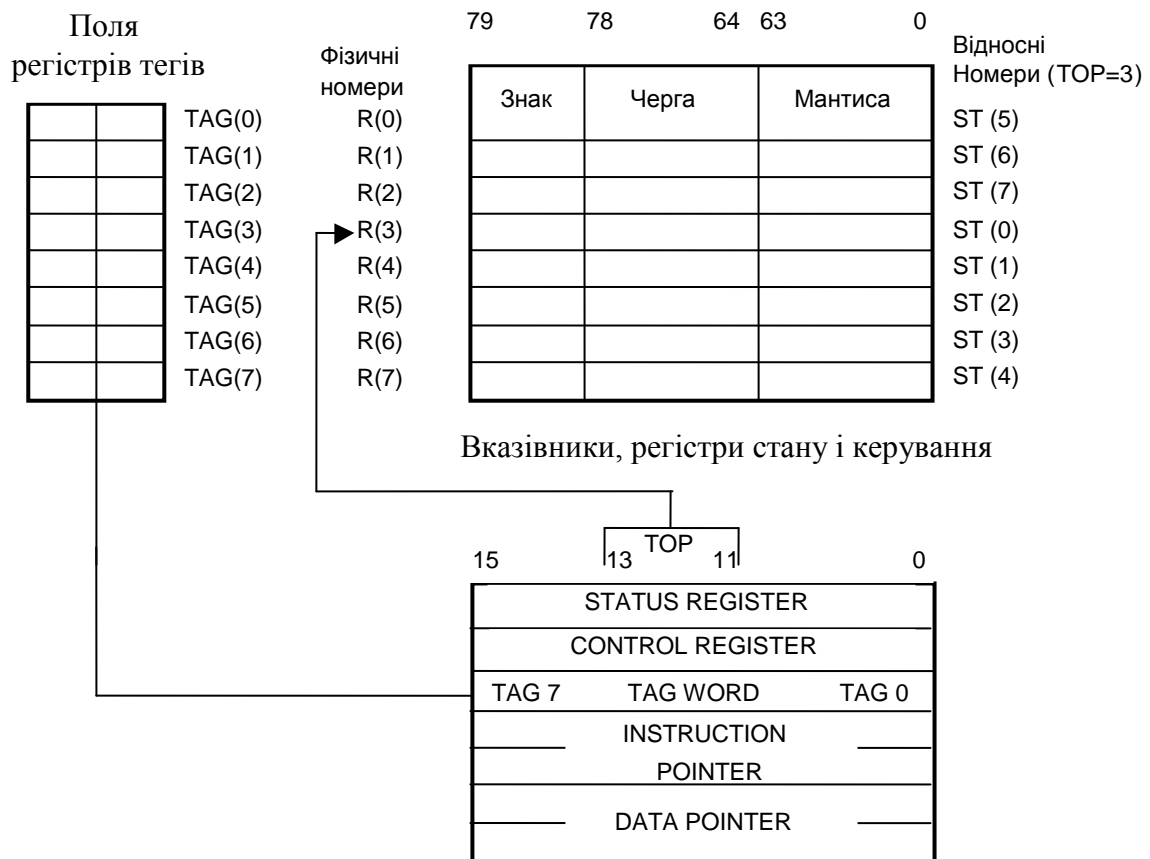 Поля
регістрів тегів
Фізичні
номери
79 78 64 63 0
Відносні
Номери (TOP=3)
Знак Черга Мантиса
TAG(0) R(0) ST (5)
TAG(1) R(1) ST (6)
TAG(2) R(2) ST (7)
TAG(3) R(3) ST (0)
TAG(4) R(4) ST (1)
TAG(5) R(5) ST (2)
TAG(6) R(6) ST (3)
TAG(7) R(7) ST (4)
Вказівники, регістри стану і керування
TOP
15 13 11 0
STATUS REGISTER
CONTROL REGISTER
TAG 7 TAG WORD TAG 0
INSTRUCTION
POINTER
DATA POINTER